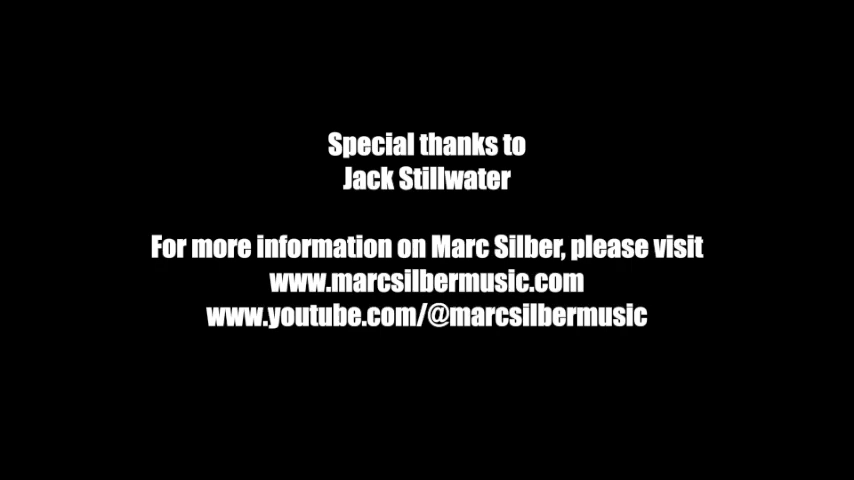 Special thanks to
Jack Stillwater
For more information on Marc Silber, please visit
www.marcsilbermusic.com
www.youtube.com/@marcsilbermusic